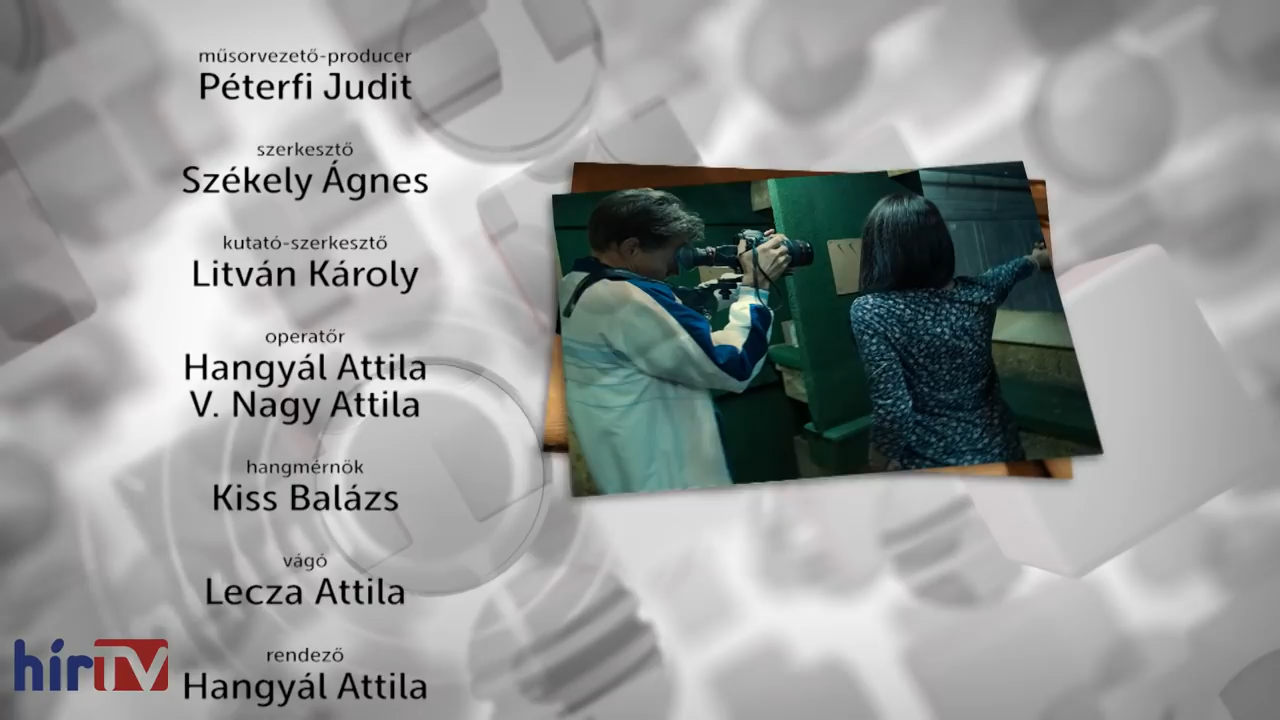 műsorvezető-producer
Péterfi Judit
szerkesztő
Székely Ágnes
kutató-szerkesztő
Litván Károly
operatőr
Hangyál Attila
V. Nagy Attila
hangmérnök
Kiss Balázs
vágó
Lecza Attila
rendező
Hangyál Attila
hírTV